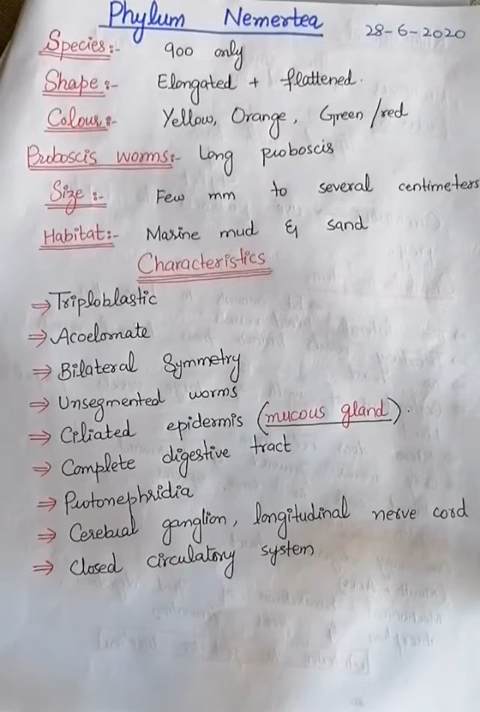 Phylum Nemertea
28-6-2020
Species:- 900 only
Shape:- Elongated + flattened.
Colour:- Yellow, Orange, Green/red
Proboscis worms:- Long proboscis
Size:- Few mm to several centimeters
Habitat:- Marine mud & sand
Characteristics
⇒ Triploblastic
⇒ Acoelomate
⇒ Bilateral Symmetry
⇒ Unsegmented worms
⇒ Ciliated epidermis (mucous gland).
⇒ Complete digestive tract
⇒ Protonephridia
⇒ Cerebral ganglion, longitudinal nerve cord
⇒ Closed circulatory system